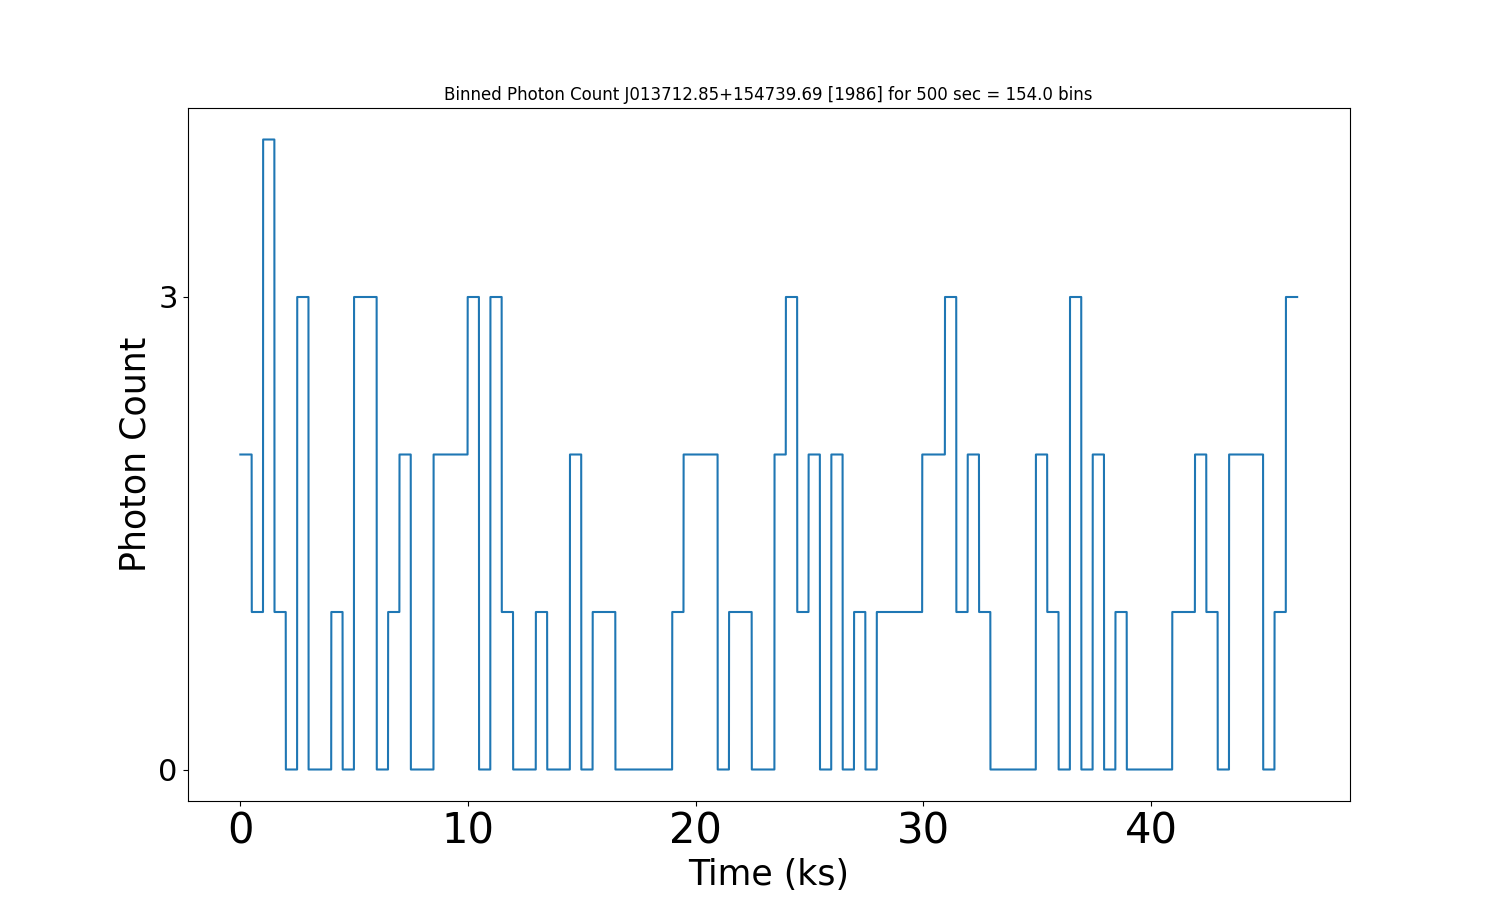 Binned Photon Count J013712.85+154739.69 [1986] for 500 sec = 154.0 bins
3
Photon Count
0
0 10 20 30 40
Time (ks)